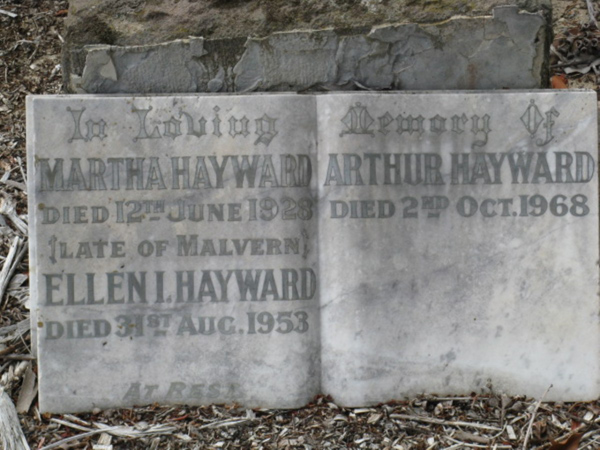 In Loving Memory Of
MARTHA HAYWARD
DIED 12TH JUNE 1928
(LATE OF MALVERN)
ELLEN I. HAYWARD
DIED 31ST AUG. 1953
AT REST
ARTHUR HAYWARD
DIED 2ND OCT. 1968